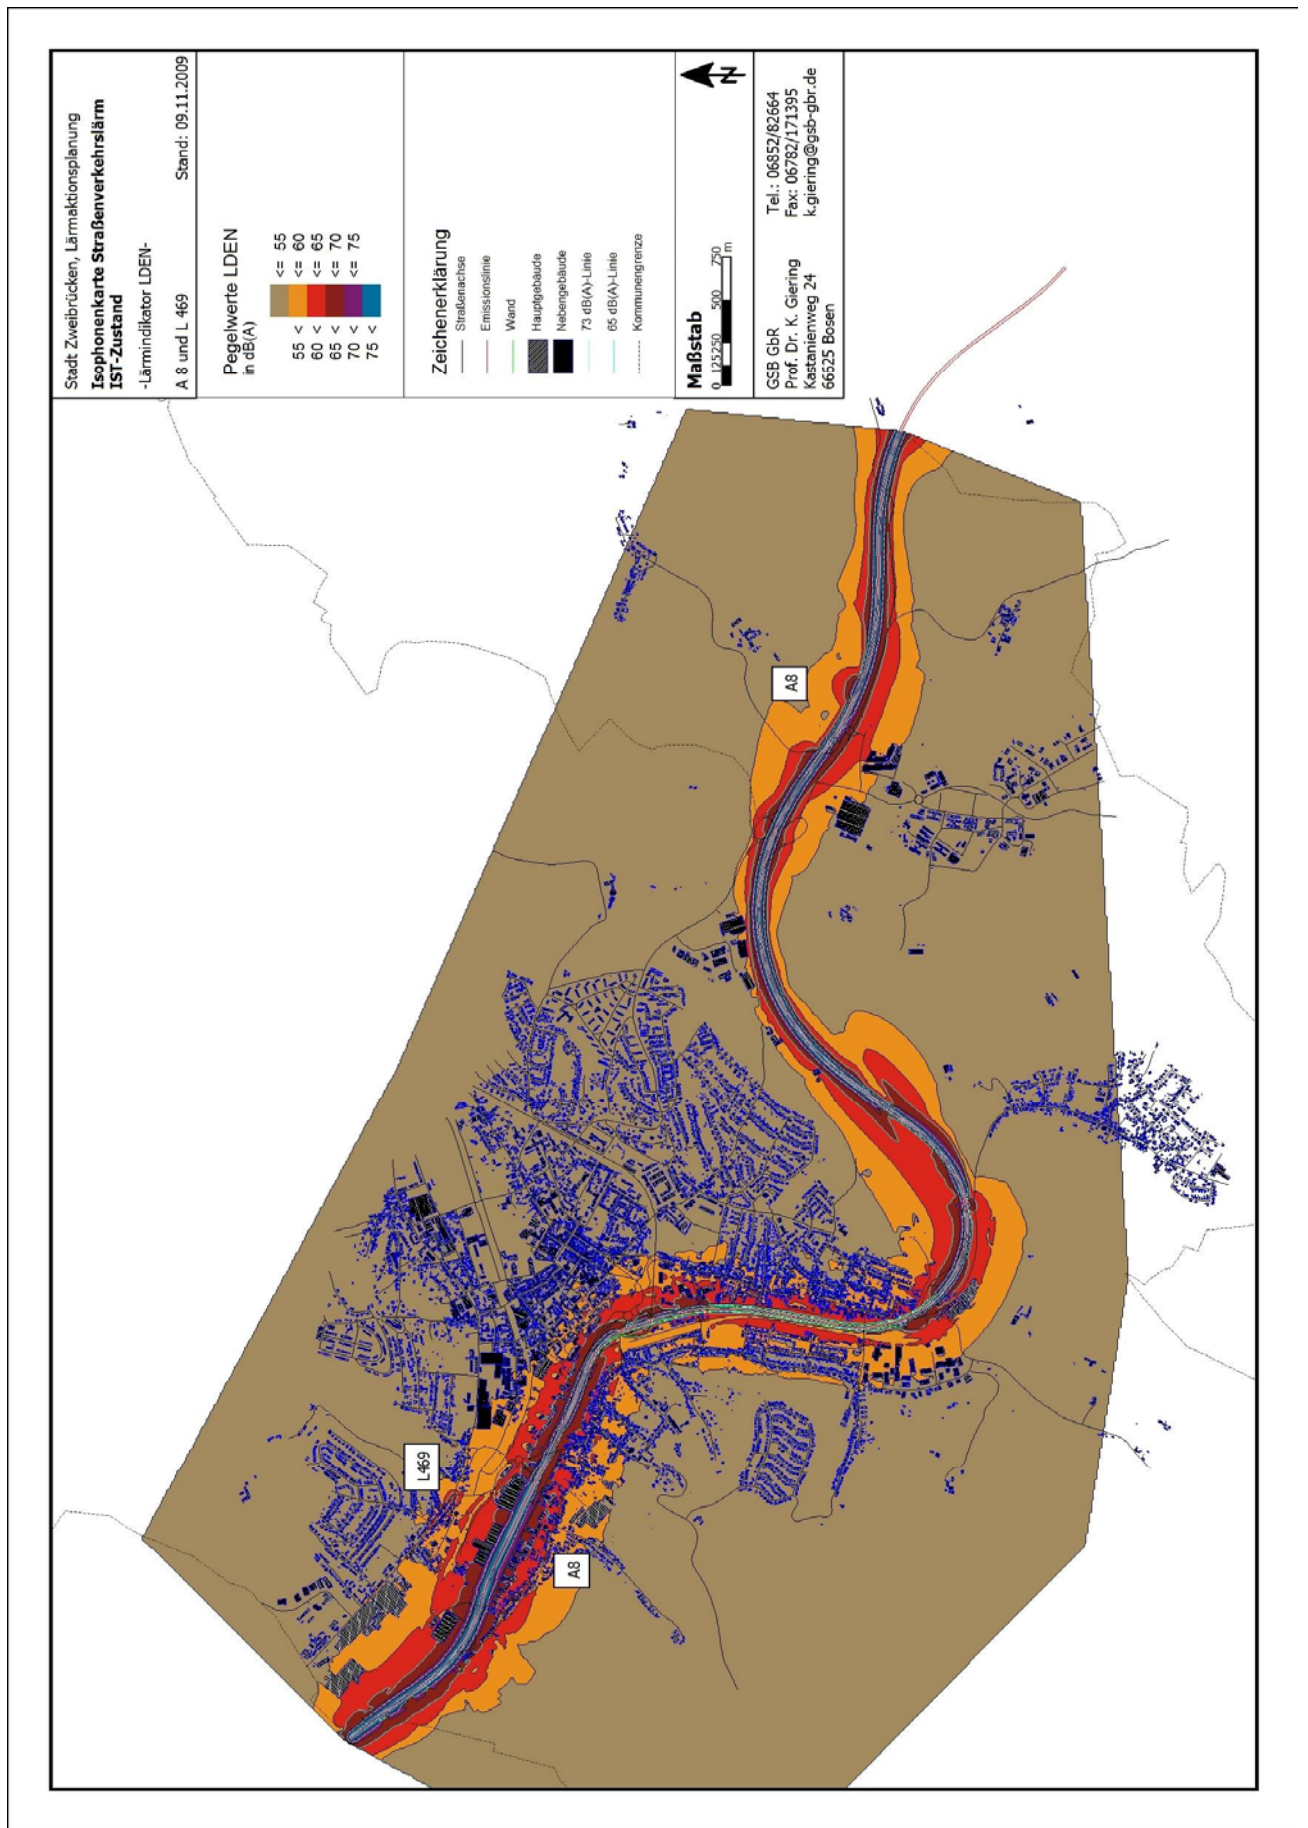 Stadt Zweibrücken, Lärmaktionsplanung
Isophonenkarte Straßenverkehrslärm
IST-Zustand
-Lärmindikator LDEN-
A 8 und L 469 Stand: 09.11.2009
Pegelwerte LDEN
in dB(A)
<= 55
55 < <= 60
60 < <= 65
65 < <= 70
70 < <= 75
75 <
Zeichenerklärung
Straßenachse
Emissionslinie
Wand
Hauptgebäude
Nebengebäude
73 dB(A)-Linie
65 dB(A)-Linie
Kommunengrenze
Maßstab
0 125 250 500 750
m
N
GSB GbR
Prof. Dr. K. Giering
Kastanienweg 24
66625 Bosen
Tel.: 06852/82664
Fax: 06782/171395
k.giering@gsb-gbr.de
L469
A8
A8